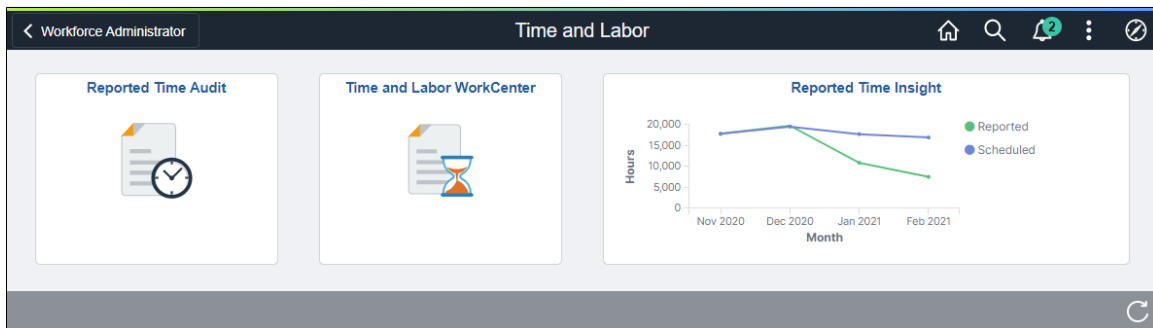 Workforce Administrator
Time and Labor
2
Reported Time Audit
Time and Labor WorkCenter
Reported Time Insight
20,000
15,000
10,000
5,000
0
Hours
Nov 2020 Dec 2020 Jan 2021 Feb 2021
Month
Reported
Scheduled